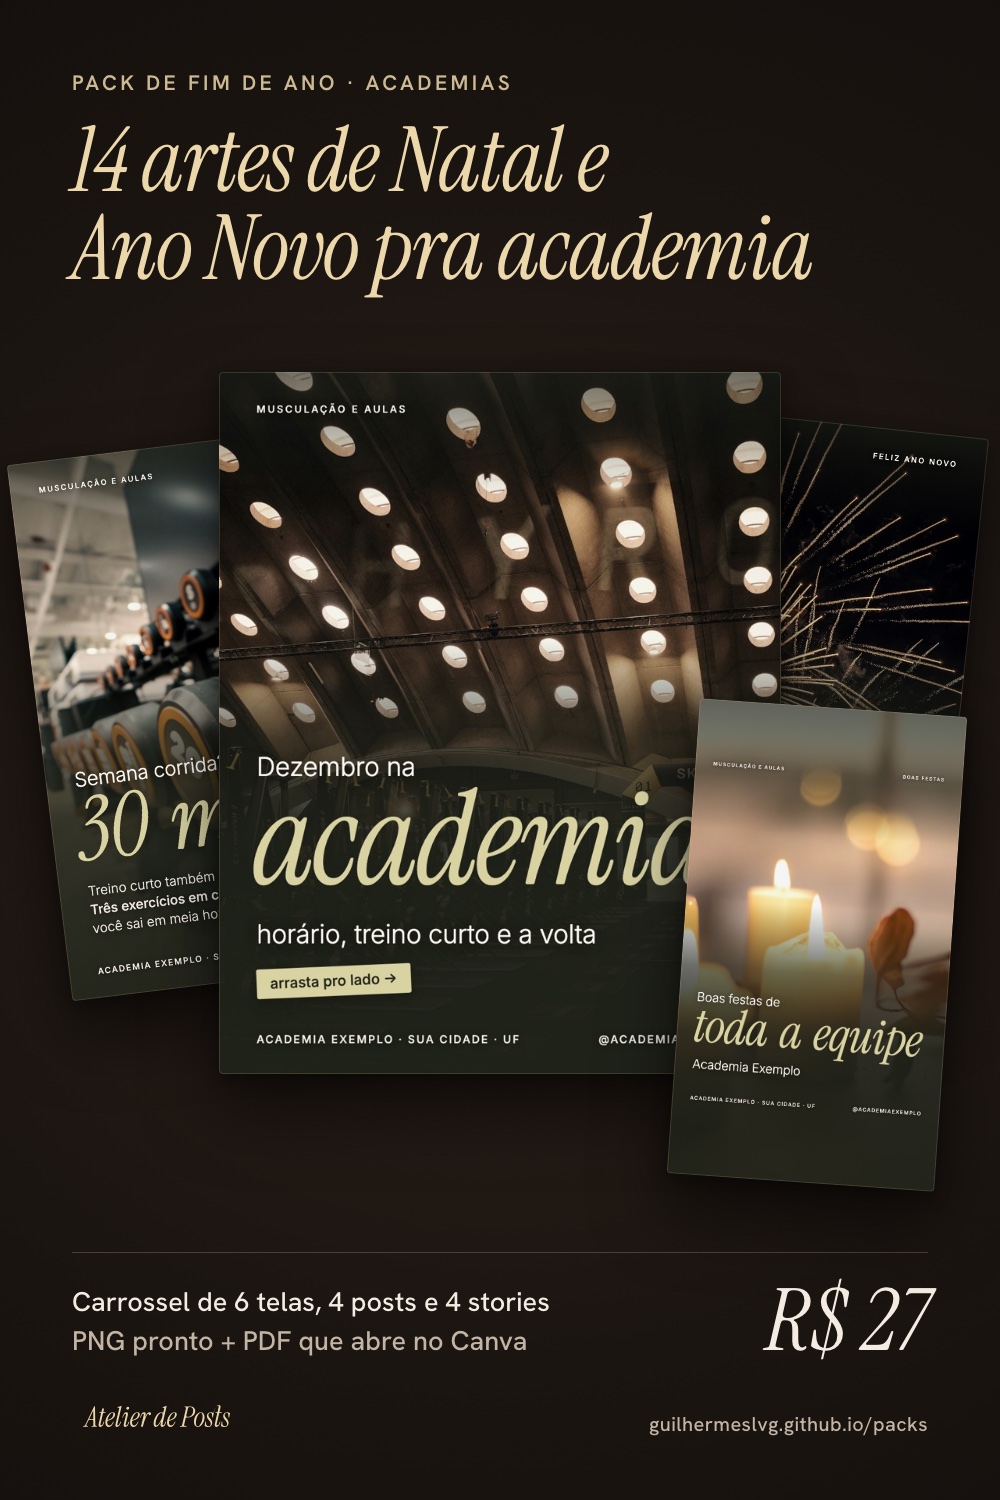 PACK DE FIM DE ANO · ACADEMIAS
14 artes de Natal e
Ano Novo pra academia
MUSCULAÇÃO E AULAS
Semana corrida?
30 m
Treino curto também
Três exercícios em c
você sai em meia ho
ACADEMIA EXEMPLO · S
MUSCULAÇÃO E AULAS
Dezembro na
academia
horário, treino curto e a volta
arrasta pro lado →
ACADEMIA EXEMPLO · SUA CIDADE · UF
@ACADEMIA
FELIZ ANO NOVO
MUSCULAÇÃO E AULAS
BOAS FESTAS
Boas festas de
toda a equipe
Academia Exemplo
ACADEMIA EXEMPLO · SUA CIDADE · UF
@ACADEMIAEXEMPLO
Carrossel de 6 telas, 4 posts e 4 stories
PNG pronto + PDF que abre no Canva
R$ 27
Atelier de Posts
guilhermeslvg.github.io/packs